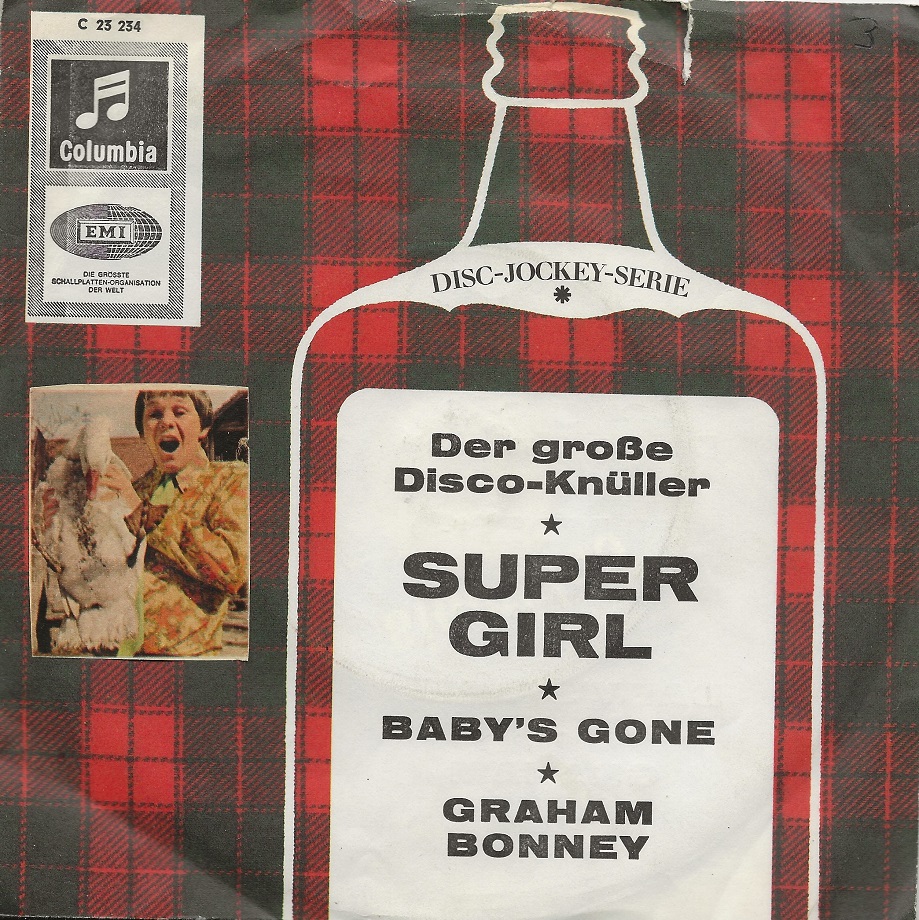 C 23 234
Columbia
EMI
DIE GRÖSSTE
SCHALLPLATTEN-ORGANISATION
DER WELT
3
DISC-JOCKEY-SERIE
*
Der große
Disco-Knüller
★
SUPER
GIRL
★
BABY'S GONE
★
GRAHAM
BONNEY